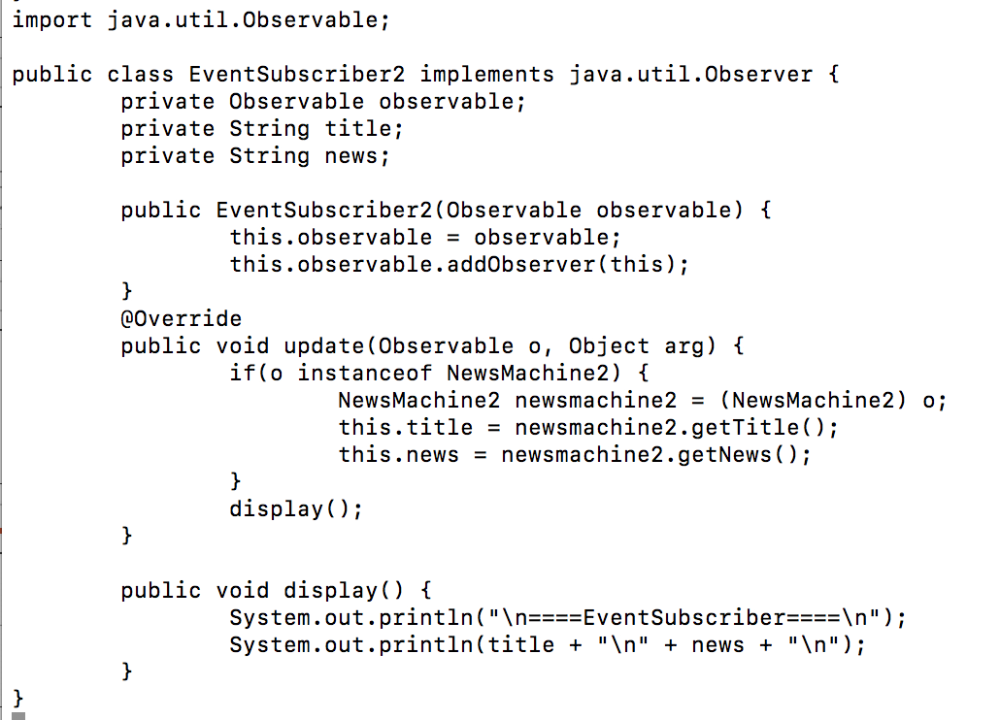 import java.util.Observable;
public class EventSubscriber2 implements java.util.Observer {
private Observable observable;
private String title;
private String news;
public EventSubscriber2(Observable observable) {
this.observable = observable;
this.observable.addObserver(this);
}
@Override
public void update(Observable o, Object arg) {
if(o instanceof NewsMachine2) {
NewsMachine2 newsmachine2 = (NewsMachine2) o;
this.title = newsmachine2.getTitle();
this.news = newsmachine2.getNews();
}
display();
}
public void display() {
System.out.println("\n====EventSubscriber====\n");
System.out.println(title + "\n" + news + "\n");
}
}